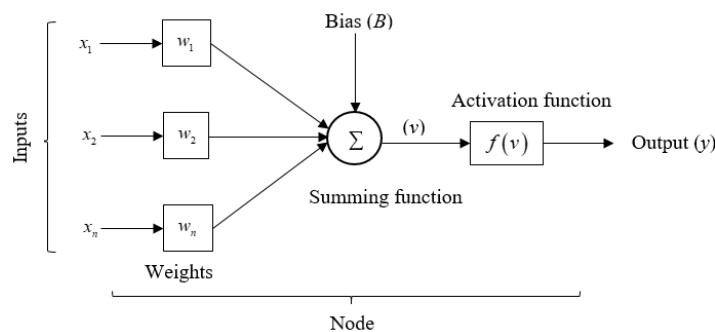 Bias (B)
x₁
w₁
Activation function
Inputs
x₂
w₂
Σ
(v)
f(v)
Output (y)
Summing function
xₙ
wₙ
Weights
Node